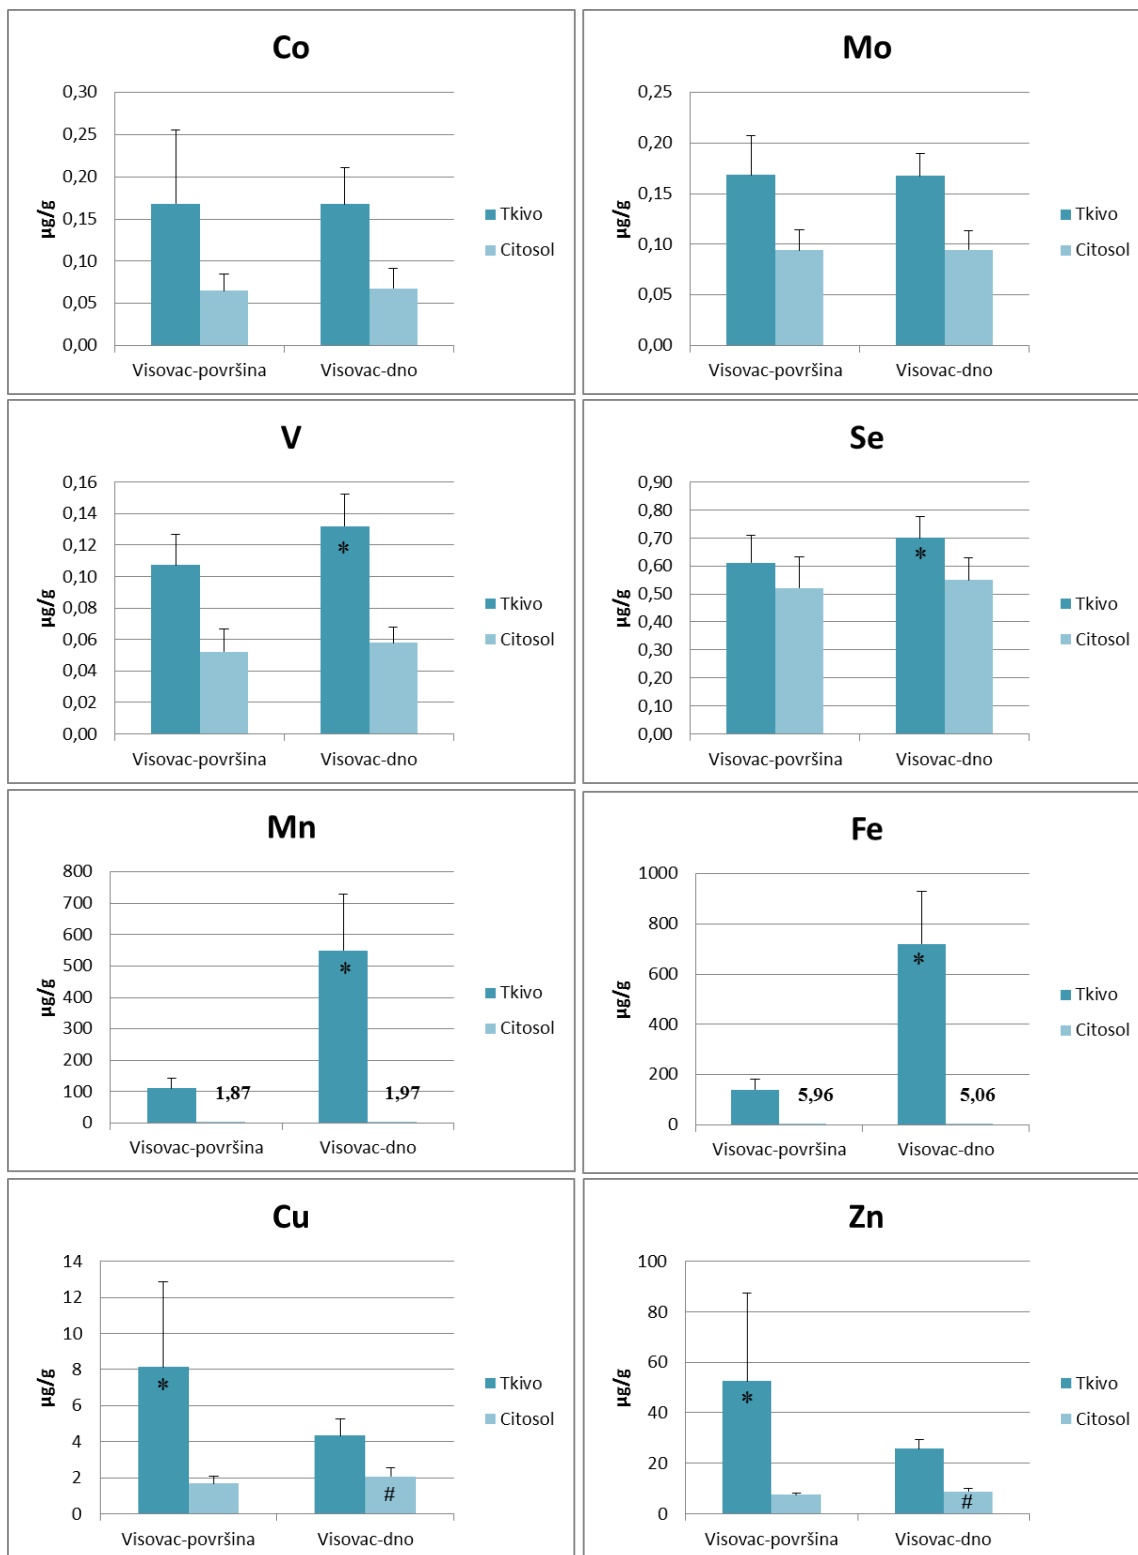 Co
0,30
0,25
0,20
0,15
0,10
0,05
0,00
µg/g
Visovac-površina
Visovac-dno
Tkivo
Citosol
Mo
0,25
0,20
0,15
0,10
0,05
0,00
µg/g
Visovac-površina
Visovac-dno
Tkivo
Citosol
V
0,16
0,14
0,12
0,10
0,08
0,06
0,04
0,02
0,00
µg/g
*
Visovac-površina
Visovac-dno
Tkivo
Citosol
Se
0,90
0,80
0,70
0,60
0,50
0,40
0,30
0,20
0,10
0,00
µg/g
*
Visovac-površina
Visovac-dno
Tkivo
Citosol
Mn
800
700
600
500
400
300
200
100
0
µg/g
*
1,87
1,97
Visovac-površina
Visovac-dno
Tkivo
Citosol
Fe
1000
800
600
400
200
0
µg/g
*
5,96
5,06
Visovac-površina
Visovac-dno
Tkivo
Citosol
Cu
14
12
10
8
6
4
2
0
µg/g
*
#
Visovac-površina
Visovac-dno
Tkivo
Citosol
Zn
100
80
60
40
20
0
µg/g
*
#
Visovac-površina
Visovac-dno
Tkivo
Citosol